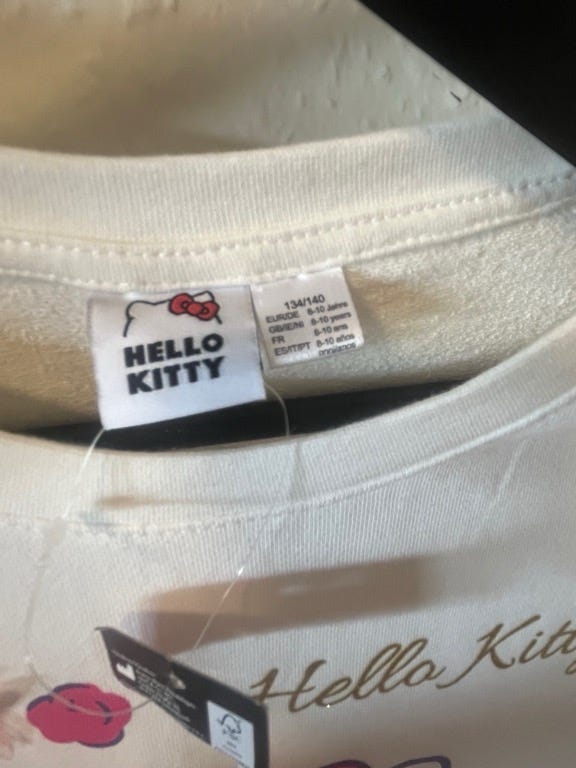 HELLO
KITTY
134/140
EUR/DE 8-10 Jahre
GB/IE/NI 8-10 years
FR 8-10 ans
ES/IT/PT 8-10 años
Hello Kitty
FSC